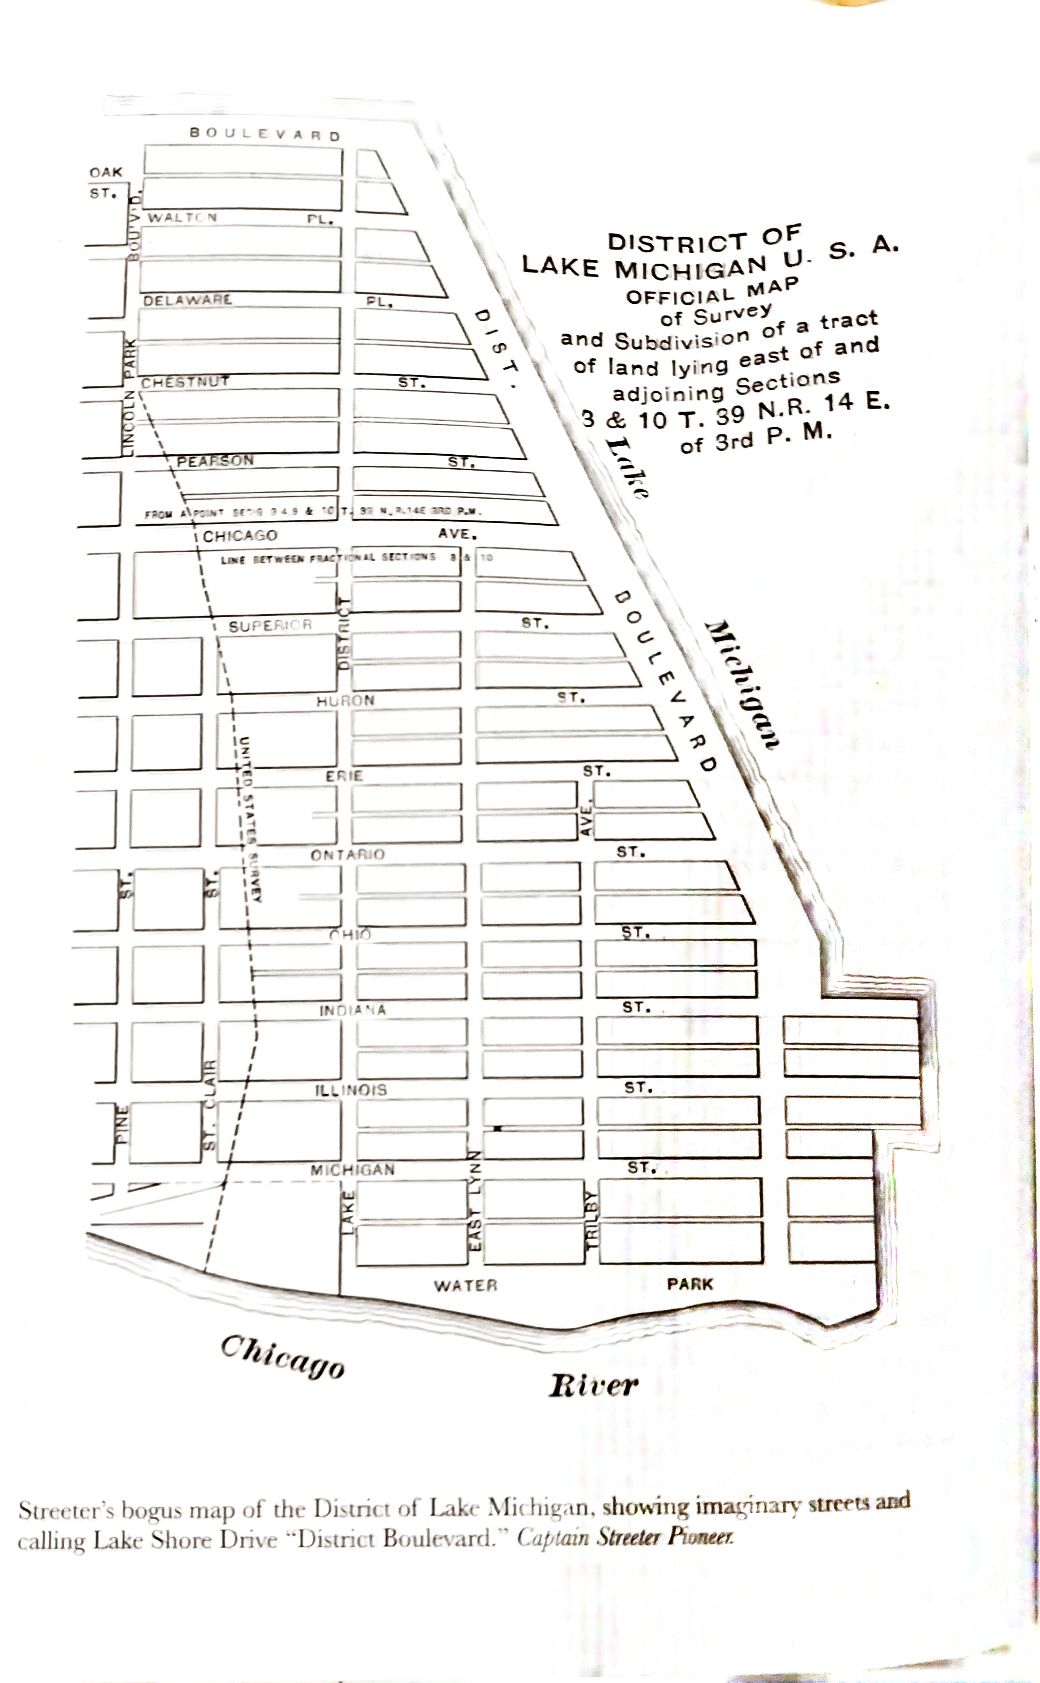 BOULEVARD
OAK
ST.
BOUV'D.
WALTON PL.
DISTRICT OF
LAKE MICHIGAN U. S. A.
OFFICIAL MAP
of Survey
and Subdivision of a tract
of land lying east of and
adjoining Sections
3 & 10 T. 39 N.R. 14 E.
of 3rd P. M.
DELAWARE PL.
DIST.
LINCOLN PARK
CHESTNUT ST.
Lake
PEARSON ST.
FROM A POINT 3 4.9 & 10 T. 39 N.R.14E 3RD P.M.
CHICAGO AVE.
LINE BETWEEN FRACTIONAL SECTIONS 3 & 10
BOULEVARD
Michigan
DISTRICT
SUPERIOR ST.
HURON ST.
UNITED STATES SURVEY
ERIE ST.
AVE.
ONTARIO ST.
ST.
ST.
OHIO ST.
INDIANA ST.
ILLINOIS ST.
PINE
ST. CLAIR
MICHIGAN ST.
LAKE
EAST LYNN
TRILBY
WATER PARK
Chicago River
Streeter's bogus map of the District of Lake Michigan, showing imaginary streets and
calling Lake Shore Drive “District Boulevard.” Captain Streeter Pioneer.